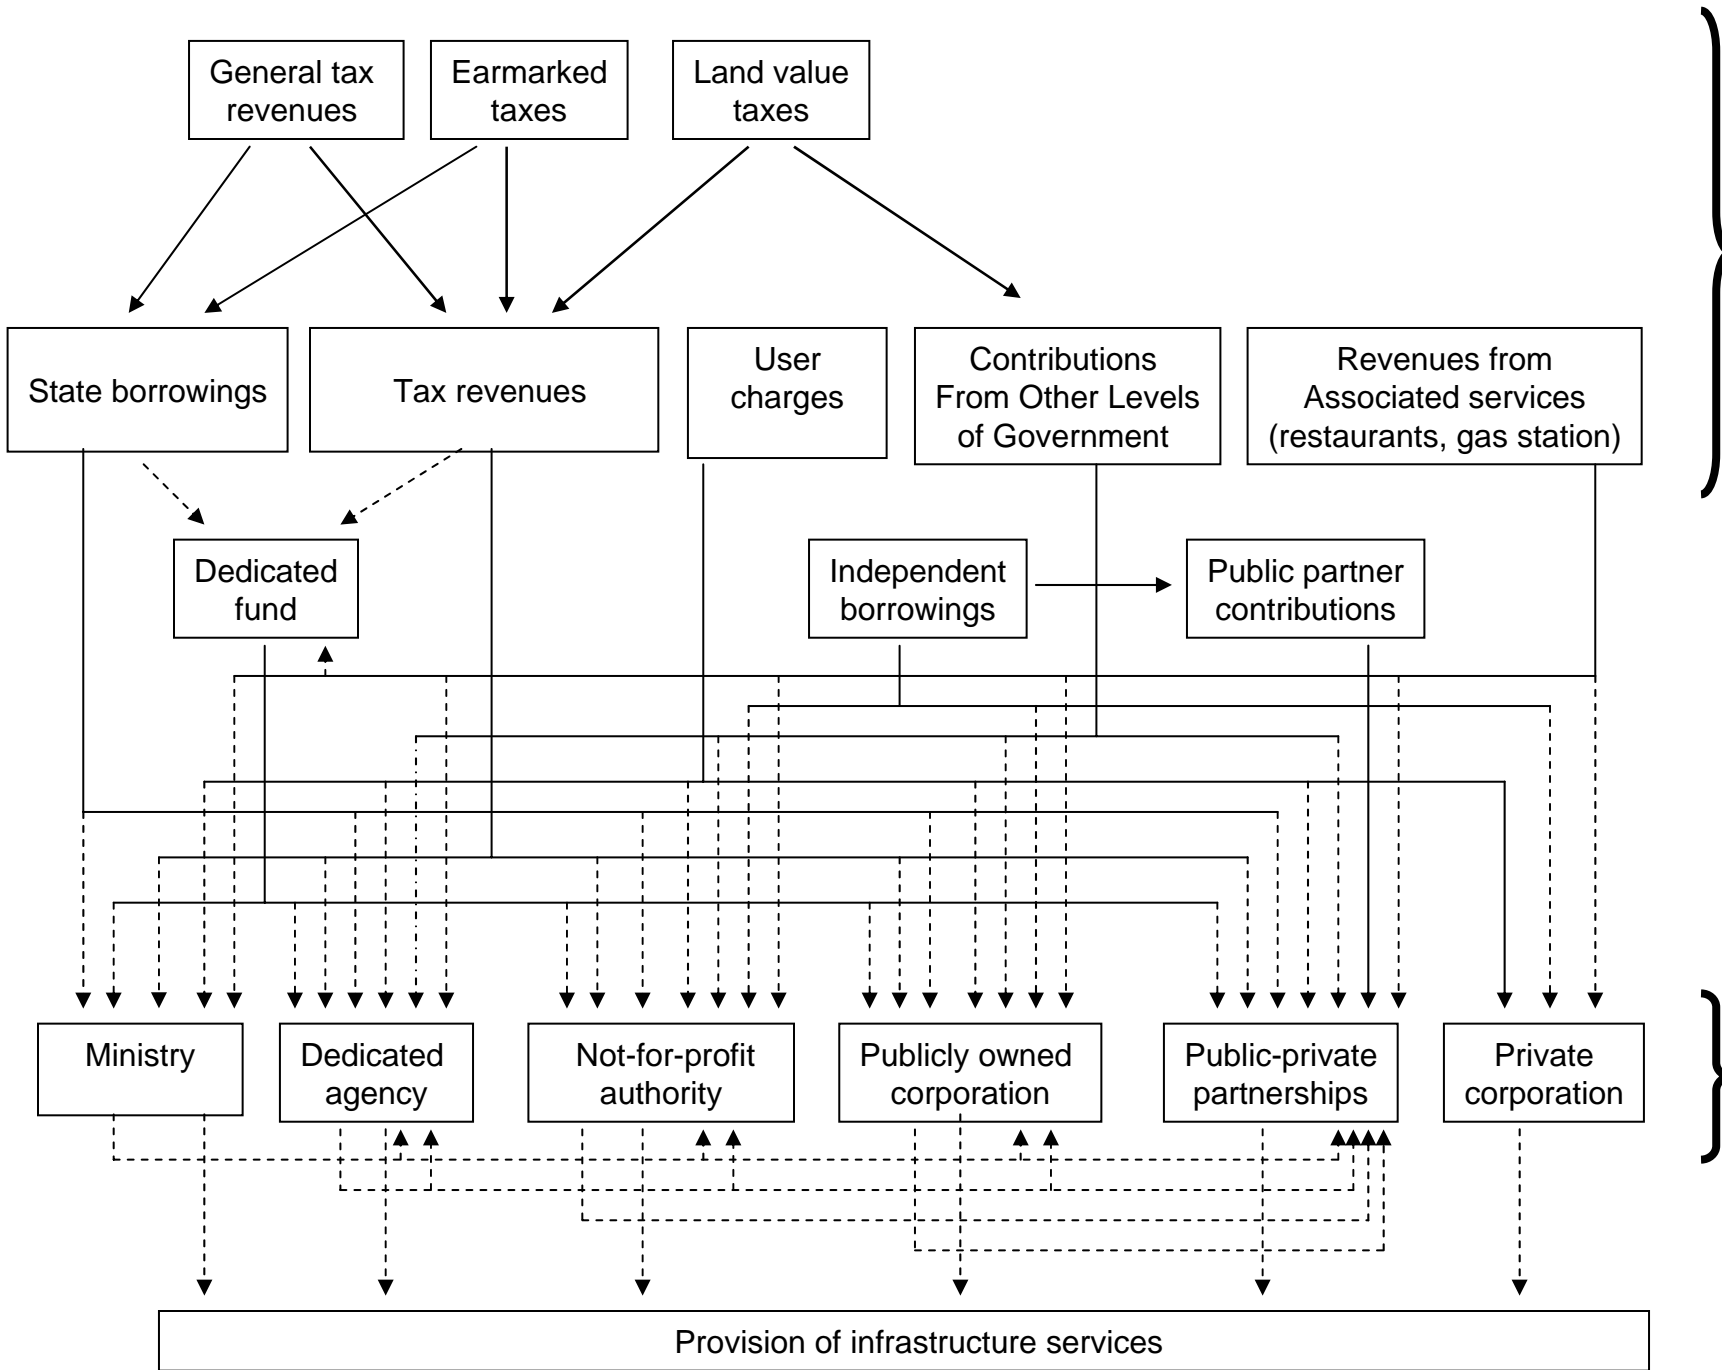 General tax
revenues
Earmarked
taxes
Land value
taxes
State borrowings
Tax revenues
User
charges
Contributions
From Other Levels
of Government
Revenues from
Associated services
(restaurants, gas station)
Dedicated
fund
Independent
borrowings
Public partner
contributions
Ministry
Dedicated
agency
Not-for-profit
authority
Publicly owned
corporation
Public-private
partnerships
Private
corporation
Provision of infrastructure services